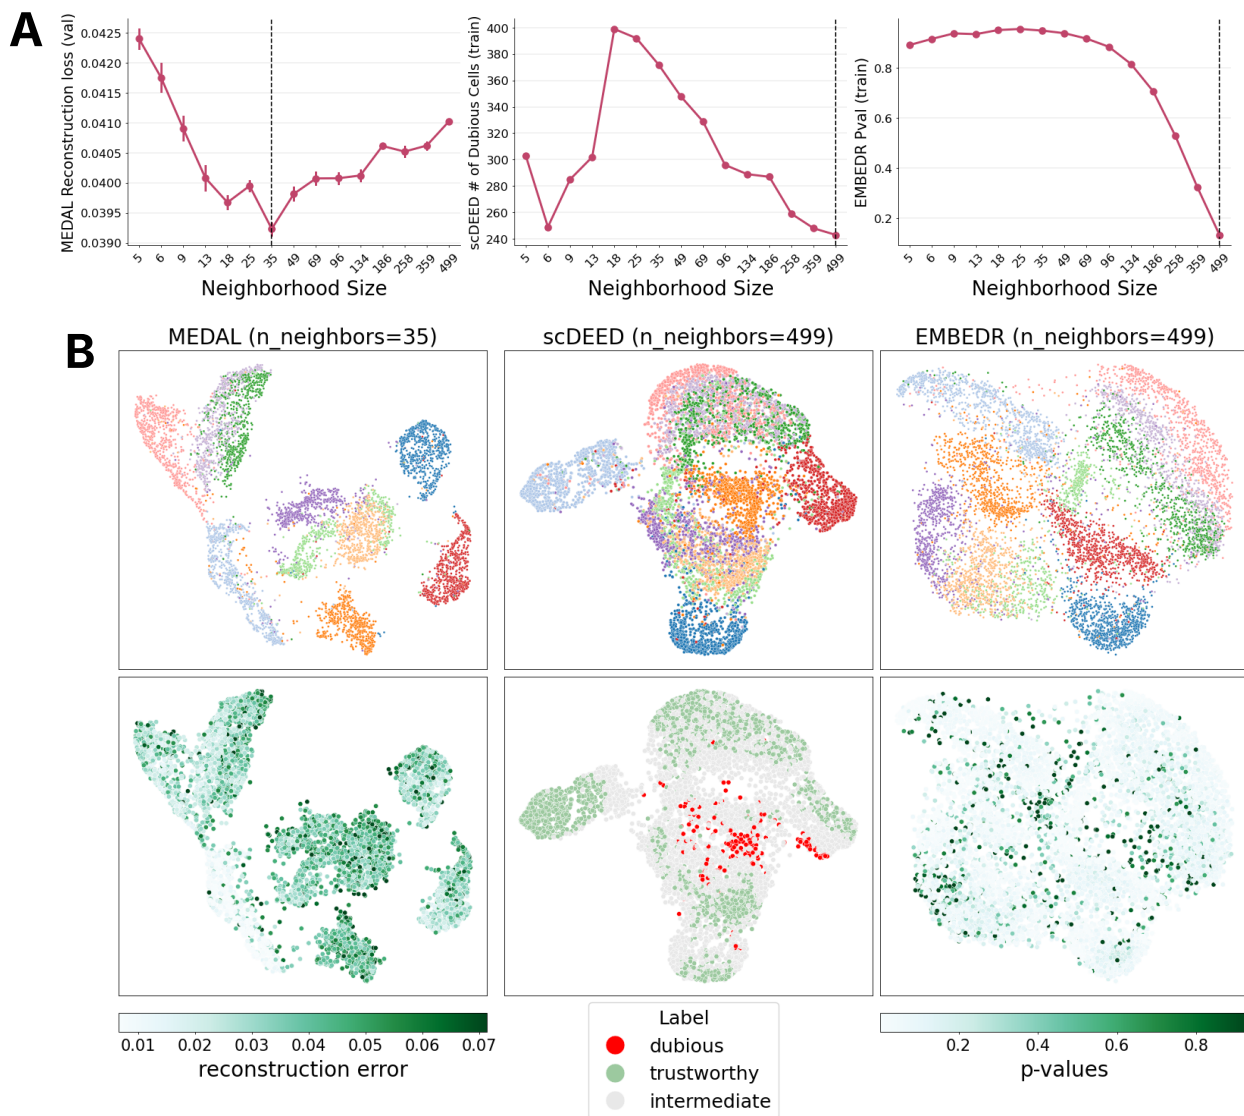 A
MEDAL Reconstruction loss (val)
0.0425
0.0420
0.0415
0.0410
0.0405
0.0400
0.0395
0.0390
5 6 9 13 18 25 35 49 69 96 134 186 258 359 499
Neighborhood Size
scDEED # of Dubious Cells (train)
400
380
360
340
320
300
280
260
240
5 6 9 13 18 25 35 49 69 96 134 186 258 359 499
Neighborhood Size
EMBEDR Pval (train)
0.8
0.6
0.4
0.2
5 6 9 13 18 25 35 49 69 96 134 186 258 359 499
Neighborhood Size
B
MEDAL (n_neighbors=35)
scDEED (n_neighbors=499)
EMBEDR (n_neighbors=499)
0.01 0.02 0.03 0.04 0.05 0.06 0.07
reconstruction error
Label
dubious
trustworthy
intermediate
0.2 0.4 0.6 0.8
p-values